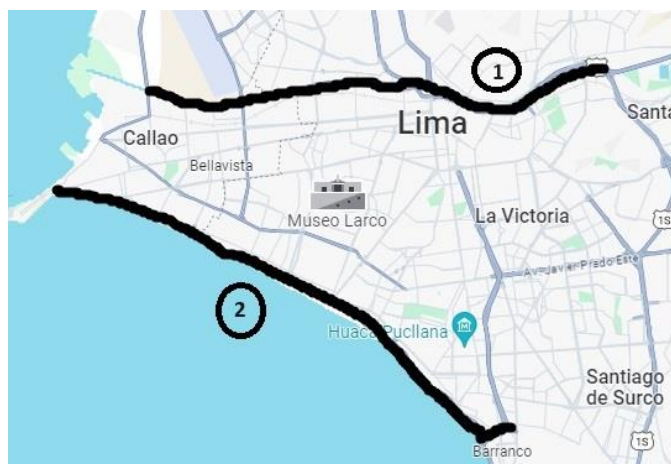 1
Lima
Santa
Callao
Bellavista
Museo Larco
La Victoria
1S
Av. Javier Prado Este
2
Huaca Pucllana
Santiago
de Surco
1S
Barranco